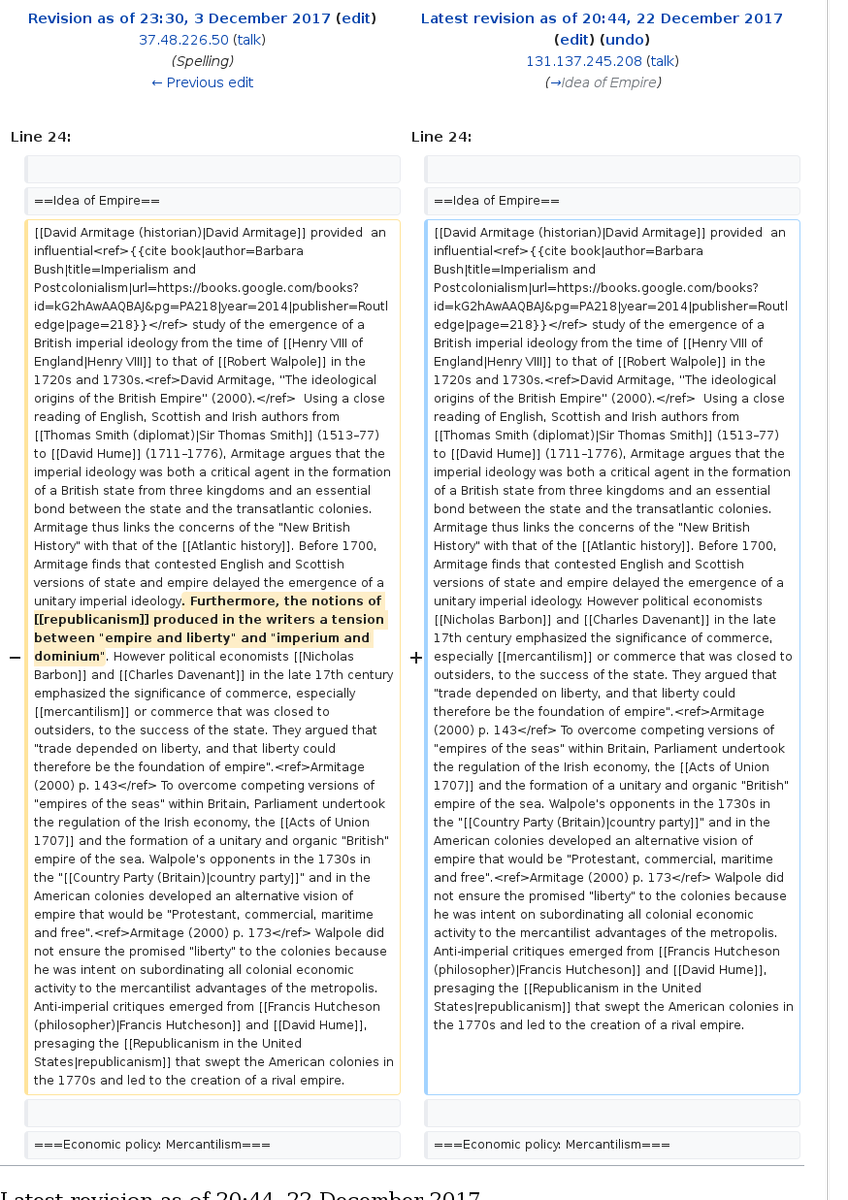 Revision as of 23:30, 3 December 2017 (edit)
37.48.226.50 (talk)
(Spelling)
← Previous edit
Latest revision as of 20:44, 22 December 2017
(edit) (undo)
131.137.245.208 (talk)
(→Idea of Empire)
Line 24:
Line 24:
==Idea of Empire==
==Idea of Empire==
−
[[David Armitage (historian)|David Armitage]] provided  an
influential<ref>{{cite book|author=Barbara
Bush|title=Imperialism and
Postcolonialism|url=https://books.google.com/books?
id=kG2hAwAAQBAJ&pg=PA218|year=2014|publisher=Routl
edge|page=218}}</ref> study of the emergence of a
British imperial ideology from the time of [[Henry VIII of
England|Henry VIII]] to that of [[Robert Walpole]] in the
1720s and 1730s.<ref>David Armitage, ''The ideological
origins of the British Empire'' (2000).</ref>  Using a close
reading of English, Scottish and Irish authors from
[[Thomas Smith (diplomat)|Sir Thomas Smith]] (1513–77)
to [[David Hume]] (1711–1776), Armitage argues that the
imperial ideology was both a critical agent in the formation
of a British state from three kingdoms and an essential
bond between the state and the transatlantic colonies.
Armitage thus links the concerns of the "New British
History" with that of the [[Atlantic history]]. Before 1700,
Armitage finds that contested English and Scottish
versions of state and empire delayed the emergence of a
unitary imperial ideology. Furthermore, the notions of
[[republicanism]] produced in the writers a tension
between "empire and liberty" and "imperium and
dominium". However political economists [[Nicholas
Barbon]] and [[Charles Davenant]] in the late 17th century
emphasized the significance of commerce, especially
[[mercantilism]] or commerce that was closed to
outsiders, to the success of the state. They argued that
"trade depended on liberty, and that liberty could
therefore be the foundation of empire".<ref>Armitage
(2000) p. 143</ref> To overcome competing versions of
"empires of the seas" within Britain, Parliament undertook
the regulation of the Irish economy, the [[Acts of Union
1707]] and the formation of a unitary and organic "British"
empire of the sea. Walpole's opponents in the 1730s in
the "[[Country Party (Britain)|country party]]" and in the
American colonies developed an alternative vision of
empire that would be "Protestant, commercial, maritime
and free".<ref>Armitage (2000) p. 173</ref> Walpole did
not ensure the promised "liberty" to the colonies because
he was intent on subordinating all colonial economic
activity to the mercantilist advantages of the metropolis.
Anti-imperial critiques emerged from [[Francis Hutcheson
(philosopher)|Francis Hutcheson]] and [[David Hume]],
presaging the [[Republicanism in the United
States|republicanism]] that swept the American colonies in
the 1770s and led to the creation of a rival empire.
+
[[David Armitage (historian)|David Armitage]] provided  an
influential<ref>{{cite book|author=Barbara
Bush|title=Imperialism and
Postcolonialism|url=https://books.google.com/books?
id=kG2hAwAAQBAJ&pg=PA218|year=2014|publisher=Routl
edge|page=218}}</ref> study of the emergence of a
British imperial ideology from the time of [[Henry VIII of
England|Henry VIII]] to that of [[Robert Walpole]] in the
1720s and 1730s.<ref>David Armitage, ''The ideological
origins of the British Empire'' (2000).</ref>  Using a close
reading of English, Scottish and Irish authors from
[[Thomas Smith (diplomat)|Sir Thomas Smith]] (1513–77)
to [[David Hume]] (1711–1776), Armitage argues that the
imperial ideology was both a critical agent in the formation
of a British state from three kingdoms and an essential
bond between the state and the transatlantic colonies.
Armitage thus links the concerns of the "New British
History" with that of the [[Atlantic history]]. Before 1700,
Armitage finds that contested English and Scottish
versions of state and empire delayed the emergence of a
unitary imperial ideology. However political economists
[[Nicholas Barbon]] and [[Charles Davenant]] in the late
17th century emphasized the significance of commerce,
especially [[mercantilism]] or commerce that was closed to
outsiders, to the success of the state. They argued that
"trade depended on liberty, and that liberty could
therefore be the foundation of empire".<ref>Armitage
(2000) p. 143</ref> To overcome competing versions of
"empires of the seas" within Britain, Parliament undertook
the regulation of the Irish economy, the [[Acts of Union
1707]] and the formation of a unitary and organic "British"
empire of the sea. Walpole's opponents in the 1730s in
the "[[Country Party (Britain)|country party]]" and in the
American colonies developed an alternative vision of
empire that would be "Protestant, commercial, maritime
and free".<ref>Armitage (2000) p. 173</ref> Walpole did
not ensure the promised "liberty" to the colonies because
he was intent on subordinating all colonial economic
activity to the mercantilist advantages of the metropolis.
Anti-imperial critiques emerged from [[Francis Hutcheson
(philosopher)|Francis Hutcheson]] and [[David Hume]],
presaging the [[Republicanism in the United
States|republicanism]] that swept the American colonies in
the 1770s and led to the creation of a rival empire.
===Economic policy: Mercantilism===
===Economic policy: Mercantilism===
Latest revision as of 20:44, 22 December 2017